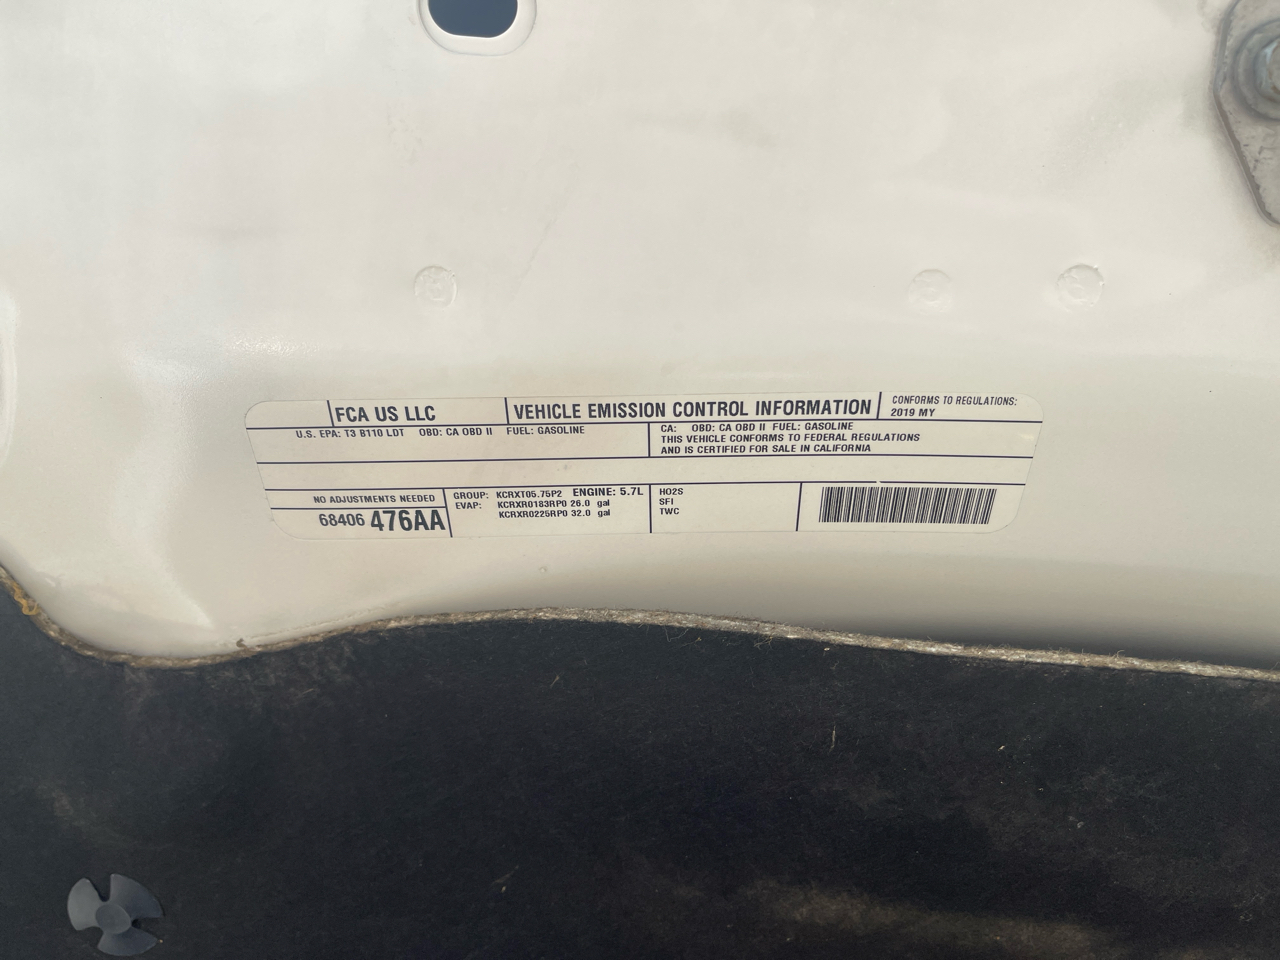 FCA US LLC
VEHICLE EMISSION CONTROL INFORMATION
CONFORMS TO REGULATIONS:
2019 MY
U.S. EPA: T3 B110 LDT OBD: CA OBD II FUEL: GASOLINE
CA: OBD: CA OBD II FUEL: GASOLINE
THIS VEHICLE CONFORMS TO FEDERAL REGULATIONS
AND IS CERTIFIED FOR SALE IN CALIFORNIA
NO ADJUSTMENTS NEEDED
68406 476AA
GROUP: KCRXT05.75P2 ENGINE: 5.7L
EVAP: KCRXR0183RP0 26.0 gal
KCRXR0225RP0 32.0 gal
HO2S
SFI
TWC